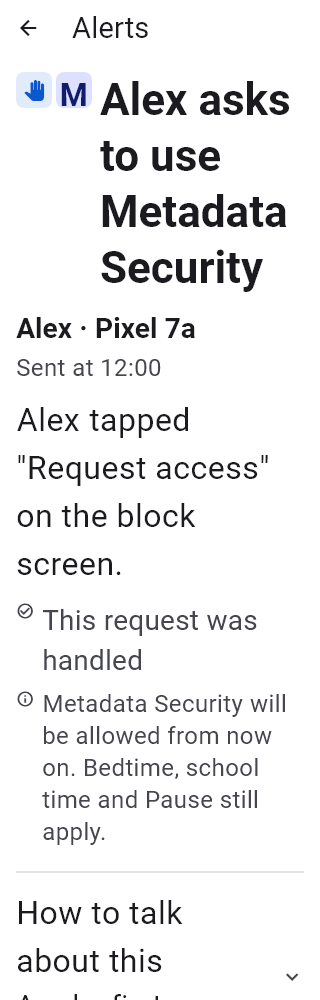 Alerts
M
Alex asks
to use
Metadata
Security
Alex · Pixel 7a
Sent at 12:00
Alex tapped
"Request access"
on the block
screen.
This request was
handled
Metadata Security will
be allowed from now
on. Bedtime, school
time and Pause still
apply.
How to talk
about this